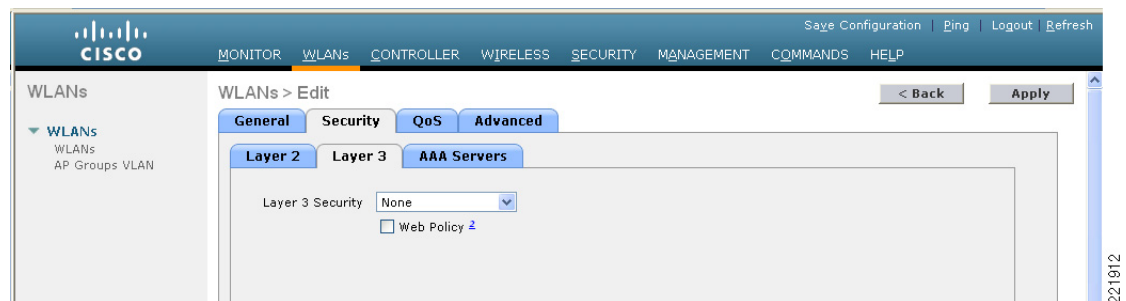 Save Configuration | Ping | Logout | Refresh
CISCO
MONITOR WLANs CONTROLLER WIRELESS SECURITY MANAGEMENT COMMANDS HELP
WLANs
WLANs
WLANs
AP Groups VLAN
WLANs > Edit
< Back
Apply
General Security QoS Advanced
Layer 2 Layer 3 AAA Servers
Layer 3 Security None
Web Policy 2
221912